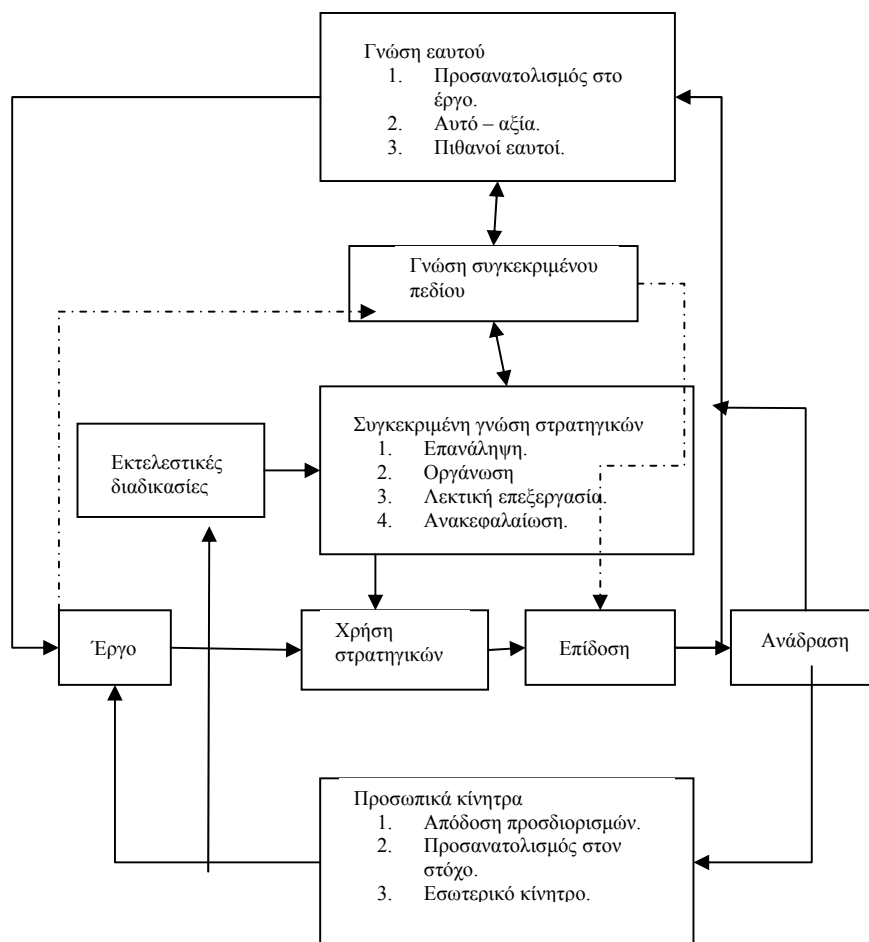 Γνώση εαυτού
1. Προσανατολισμός στο
έργο.
2. Αυτό – αξία.
3. Πιθανοί εαυτοί.
Γνώση συγκεκριμένου
πεδίου
Συγκεκριμένη γνώση στρατηγικών
1. Επανάληψη.
2. Οργάνωση
3. Λεκτική επεξεργασία.
4. Ανακεφαλαίωση.
Εκτελεστικές
διαδικασίες
Έργο
Χρήση
στρατηγικών
Επίδοση
Ανάδραση
Προσωπικά κίνητρα
1. Απόδοση προσδιορισμών.
2. Προσανατολισμός στον
στόχο.
3. Εσωτερικό κίνητρο.